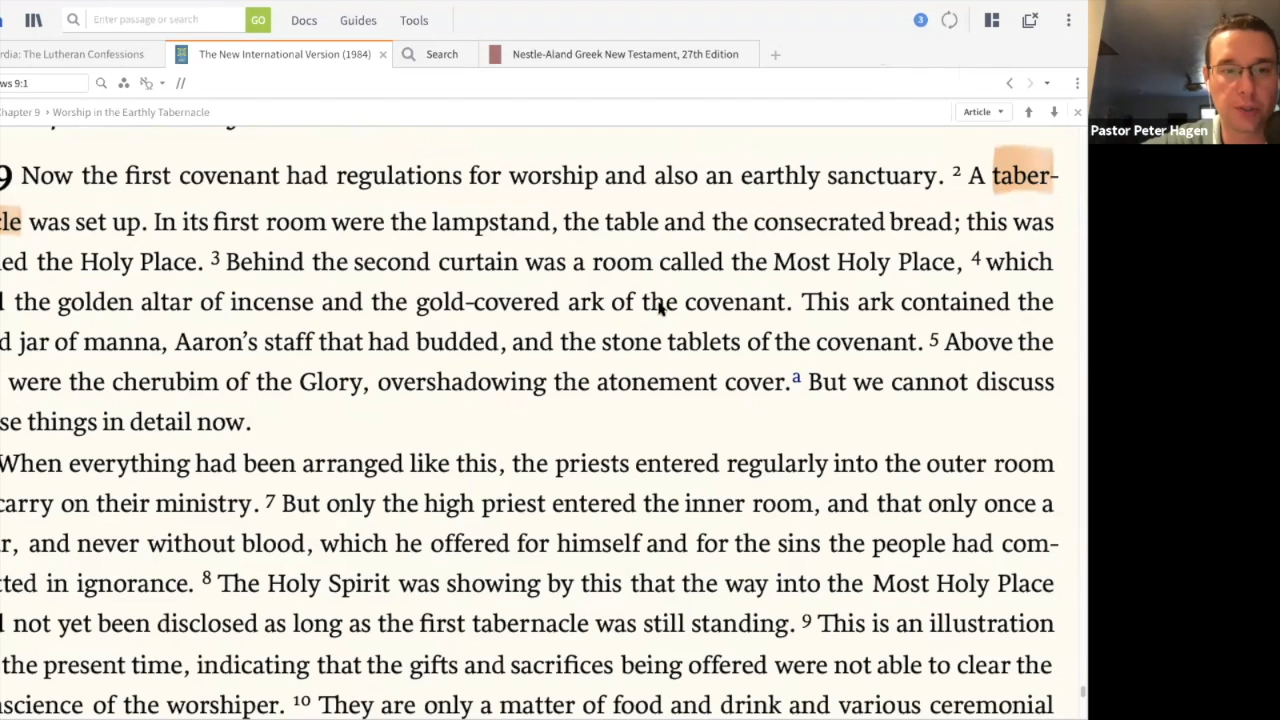 Enter passage or search
GO
Docs
Guides
Tools
3
rdia: The Lutheran Confessions
The New International Version (1984)
Search
Nestle-Aland Greek New Testament, 27th Edition
ws 9:1
Chapter 9 › Worship in the Earthly Tabernacle
Article
Pastor Peter Hagen
9 Now the first covenant had regulations for worship and also an earthly sanctuary. 2 A taber-
cle was set up. In its first room were the lampstand, the table and the consecrated bread; this was
ed the Holy Place. 3 Behind the second curtain was a room called the Most Holy Place, 4 which
the golden altar of incense and the gold-covered ark of the covenant. This ark contained the
d jar of manna, Aaron’s staff that had budded, and the stone tablets of the covenant. 5 Above the
were the cherubim of the Glory, overshadowing the atonement cover.a But we cannot discuss
se things in detail now.
When everything had been arranged like this, the priests entered regularly into the outer room
carry on their ministry. 7 But only the high priest entered the inner room, and that only once a
r, and never without blood, which he offered for himself and for the sins the people had com-
tted in ignorance. 8 The Holy Spirit was showing by this that the way into the Most Holy Place
not yet been disclosed as long as the first tabernacle was still standing. 9 This is an illustration
the present time, indicating that the gifts and sacrifices being offered were not able to clear the
nscience of the worshiper. 10 They are only a matter of food and drink and various ceremonial